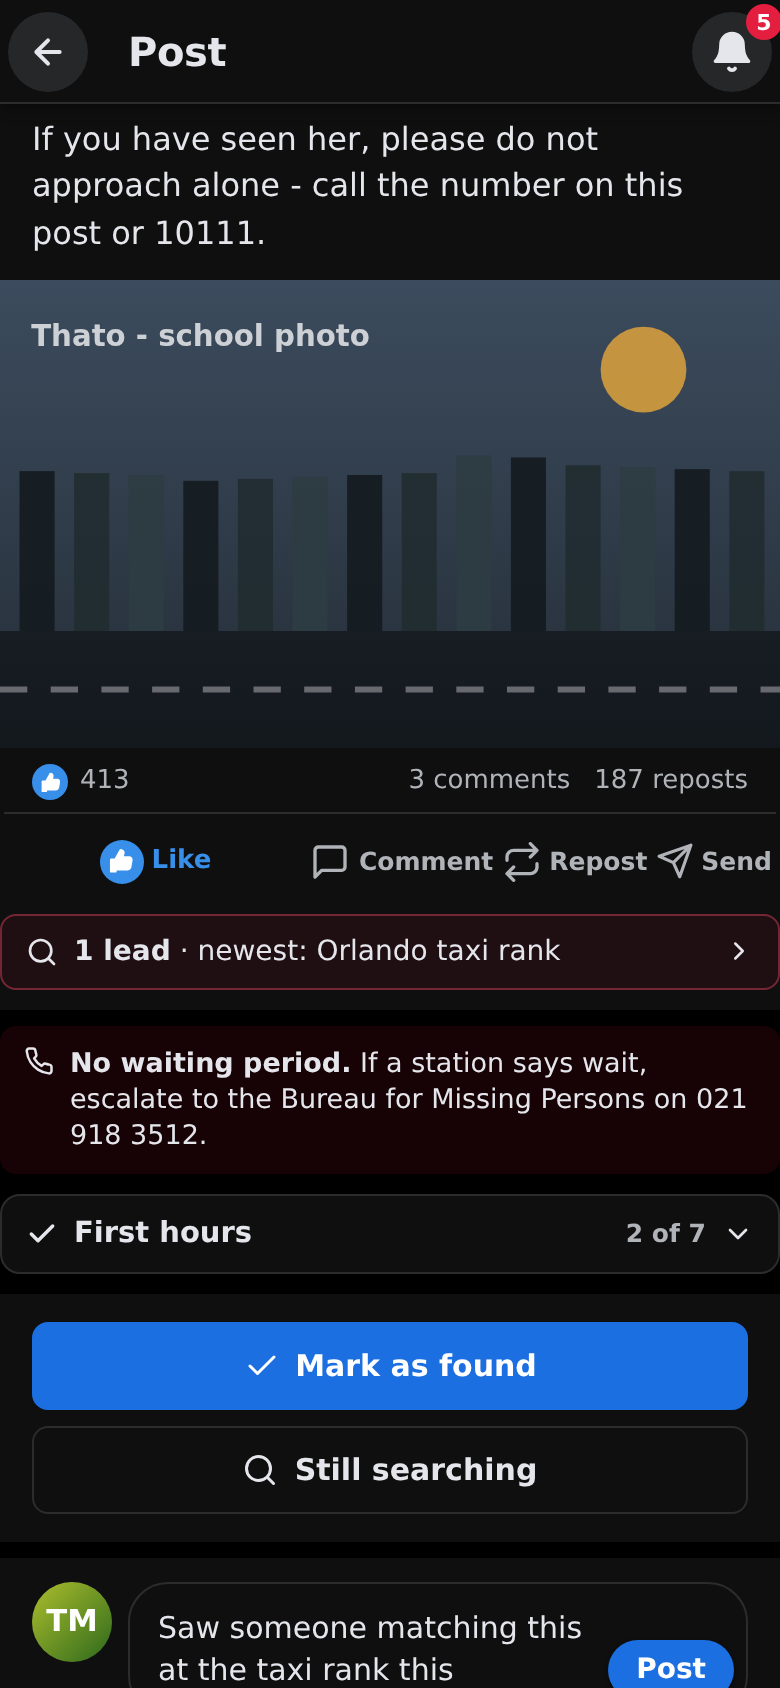 Post
5
If you have seen her, please do not
approach alone - call the number on this
post or 10111.
Thato - school photo
413
3 comments 187 reposts
Like Comment Repost Send
1 lead · newest: Orlando taxi rank
No waiting period. If a station says wait,
escalate to the Bureau for Missing Persons on 021
918 3512.
First hours 2 of 7
Mark as found
Still searching
TM
Saw someone matching this
at the taxi rank this
Post